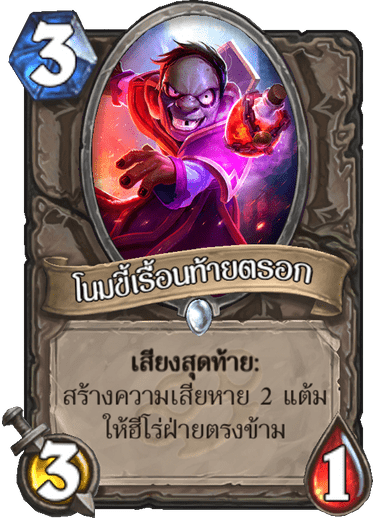 3
โนมขี้เรื้อนท้ายตรอก
เสียงสุดท้าย:
สร้างความเสียหาย 2 แต้ม
ให้ฮีโร่ฝ่ายตรงข้าม
3
1